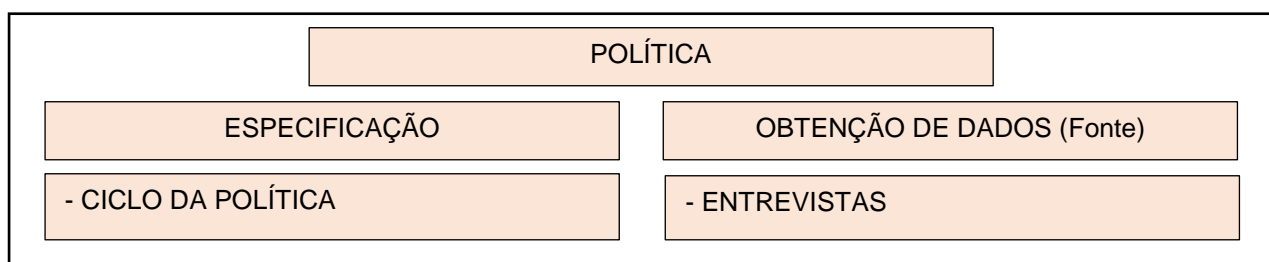 POLÍTICA
ESPECIFICAÇÃO
OBTENÇÃO DE DADOS (Fonte)
- CICLO DA POLÍTICA
- ENTREVISTAS